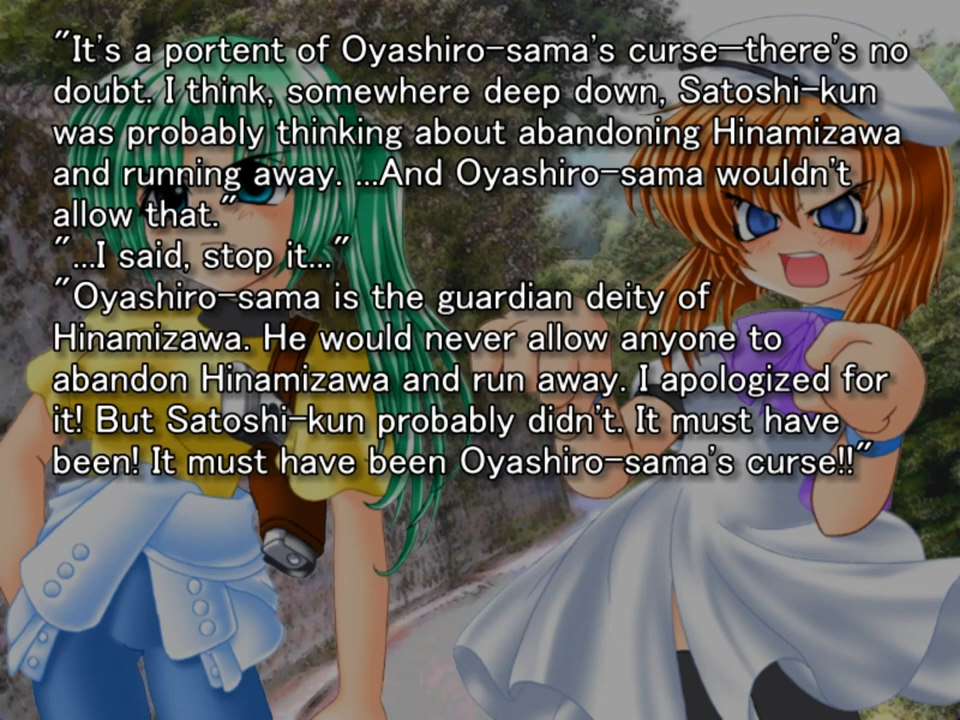 "It's a portent of Oyashiro-sama's curse—there's no
doubt. I think, somewhere deep down, Satoshi-kun
was probably thinking about abandoning Hinamizawa
and running away. ...And Oyashiro-sama wouldn't
allow that."
"...I said, stop it..."
"Oyashiro-sama is the guardian deity of
Hinamizawa. He would never allow anyone to
abandon Hinamizawa and run away. I apologized for
it! But Satoshi-kun probably didn't. It must have
been! It must have been Oyashiro-sama's curse!!"